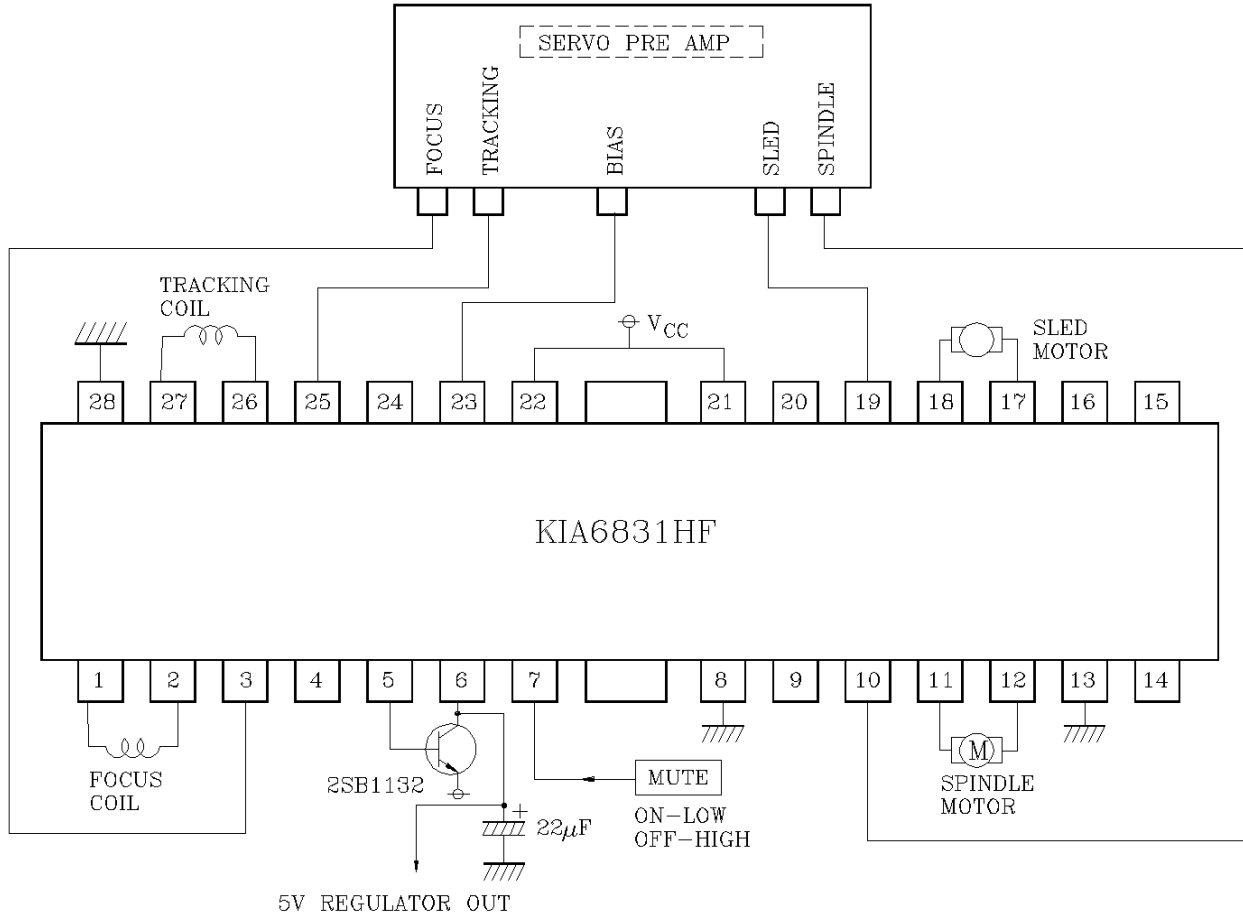 SERVO PRE AMP
FOCUS
TRACKING
BIAS
SLED
SPINDLE
TRACKING
COIL
VCC
SLED
MOTOR
28 27 26 25 24 23 22 21 20 19 18 17 16 15
KIA6831HF
1 2 3 4 5 6 7 8 9 10 11 12 13 14
FOCUS
COIL
2SB1132
+
22μF
MUTE
ON-LOW
OFF-HIGH
M
SPINDLE
MOTOR
5V REGULATOR OUT